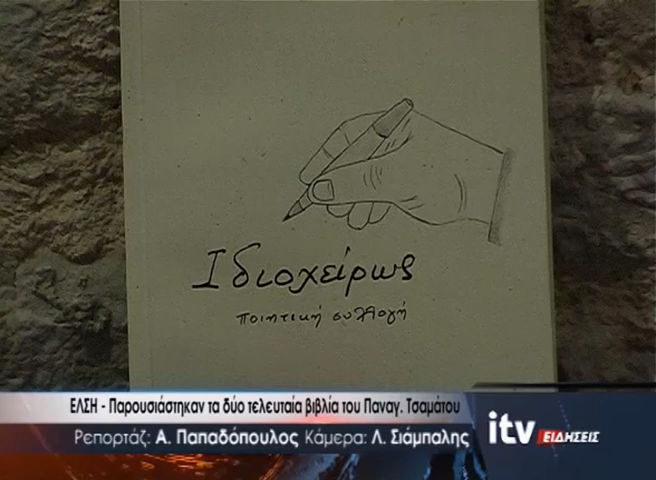 Ιδιοχείρως
ποιητική συλλογή
ΕΛΣΗ - Παρουσιάστηκαν τα δύο τελευταία βιβλία του Παναγ. Τσαμάτου
Ρεπορτάζ: Α. Παπαδόπουλος Κάμερα: Λ. Σιάμπαλης
itv ΕΙΔΗΣΕΙΣ